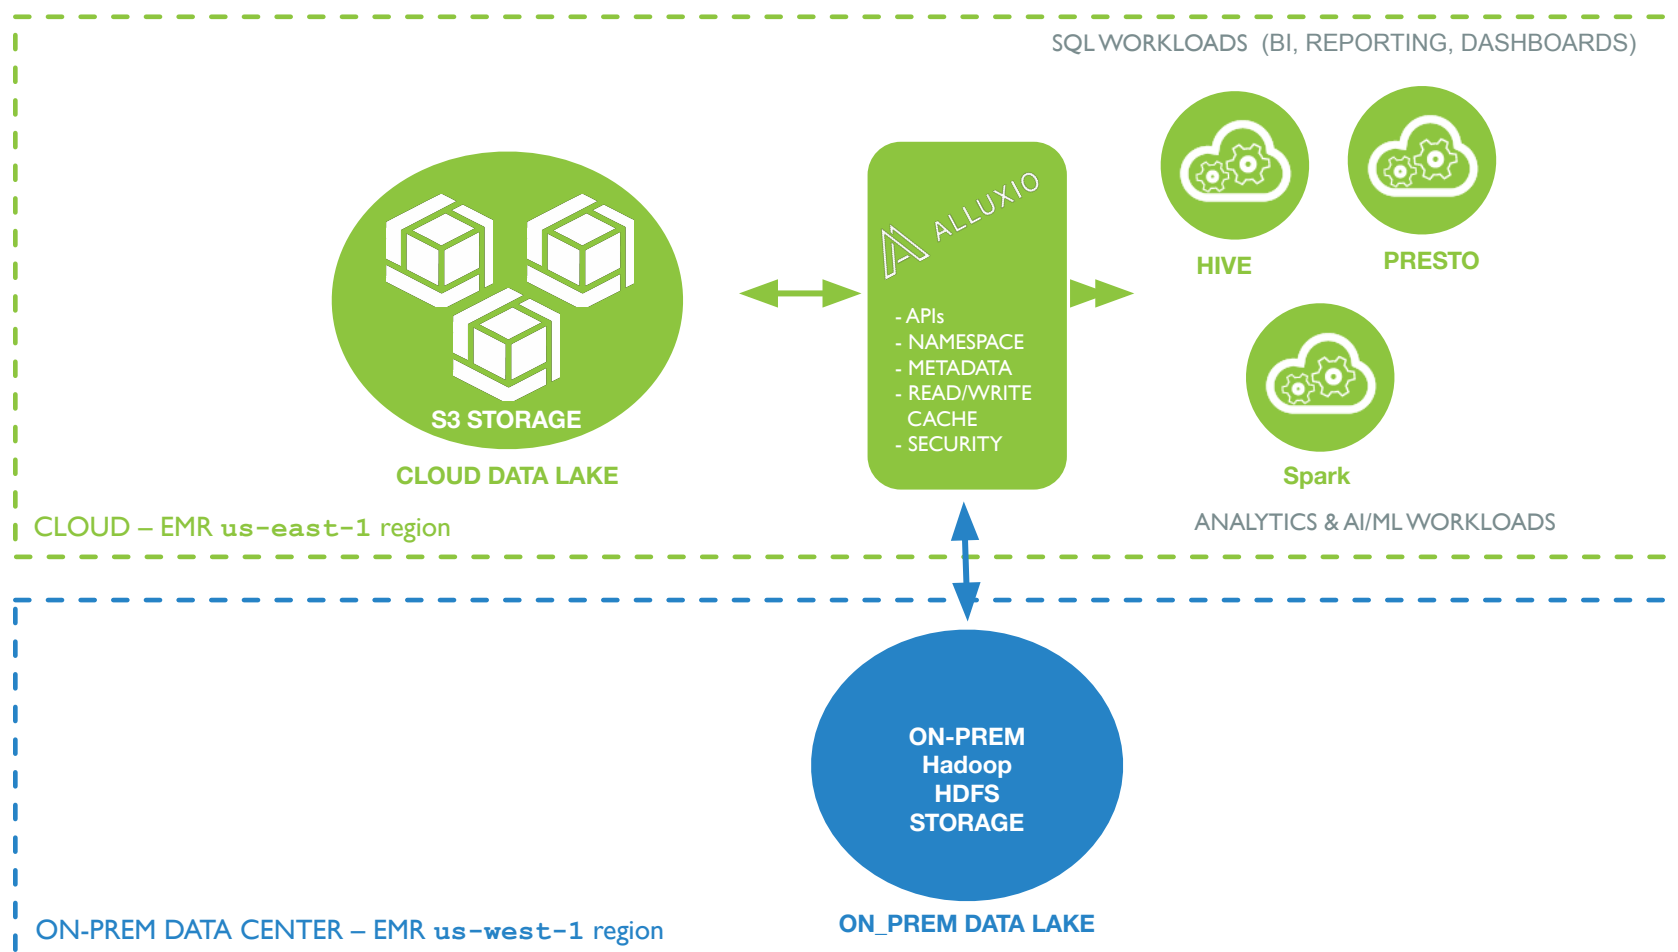 SQL WORKLOADS (BI, REPORTING, DASHBOARDS)
ALLUXIO
HIVE
PRESTO
- APIs
- NAMESPACE
- METADATA
- READ/WRITE
CACHE
- SECURITY
S3 STORAGE
CLOUD DATA LAKE
Spark
CLOUD – EMR us-east-1 region
ANALYTICS & AI/ML WORKLOADS
ON-PREM
Hadoop
HDFS
STORAGE
ON_PREM DATA LAKE
ON-PREM DATA CENTER – EMR us-west-1 region